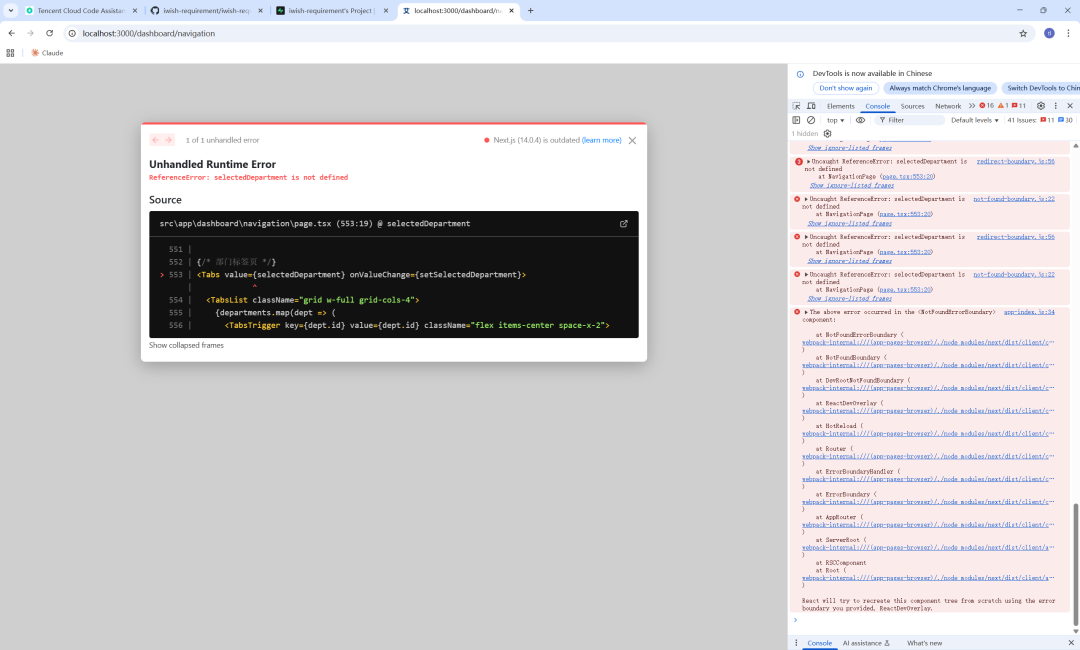 Tencent Cloud Code Assistan
iwish-requirement/iwish-req
iwish-requirement's Project |
localhost:3000/dashboard/na
localhost:3000/dashboard/navigation
Claude
DevTools is now available in Chinese
Don't show again
Always match Chrome's language
Switch DevTools to Chin
Elements
Console
Sources
Network
16
1
11
top
Filter
Default levels
41 Issues:
11
30
1 hidden
1 of 1 unhandled error
Next.js (14.0.4) is outdated (learn more)
Unhandled Runtime Error
ReferenceError: selectedDepartment is not defined
Source
src\app\dashboard\navigation\page.tsx (553:19) @ selectedDepartment
551 |
552 | {/* 部门标签页 */}
> 553 | <Tabs value={selectedDepartment} onValueChange={setSelectedDepartment}>
| ^
554 | <TabsList className="grid w-full grid-cols-4">
555 | {departments.map(dept => (
556 | <TabsTrigger key={dept.id} value={dept.id} className="flex items-center space-x-2">
Show collapsed frames
Show ignore-listed frames
Uncaught ReferenceError: selectedDepartment is redirect-boundary.js:56
not defined
at NavigationPage (page.tsx:553:20)
Show ignore-listed frames
Uncaught ReferenceError: selectedDepartment is not-found-boundary.js:22
not defined
at NavigationPage (page.tsx:553:20)
Show ignore-listed frames
Uncaught ReferenceError: selectedDepartment is redirect-boundary.js:56
not defined
at NavigationPage (page.tsx:553:20)
Show ignore-listed frames
Uncaught ReferenceError: selectedDepartment is not-found-boundary.js:22
not defined
at NavigationPage (page.tsx:553:20)
Show ignore-listed frames
The above error occurred in the <NotFoundErrorBoundary> app-index.js:34
component:
at NotFoundErrorBoundary (
webpack-internal:///(app-pages-browser)/./node_modules/next/dist/client/c…
)
at NotFoundBoundary (
webpack-internal:///(app-pages-browser)/./node_modules/next/dist/client/c…
)
at DevRootNotFoundBoundary (
webpack-internal:///(app-pages-browser)/./node_modules/next/dist/client/c…
)
at ReactDevOverlay (
webpack-internal:///(app-pages-browser)/./node_modules/next/dist/client/c…
)
at HotReload (
webpack-internal:///(app-pages-browser)/./node_modules/next/dist/client/c…
)
at Router (
webpack-internal:///(app-pages-browser)/./node_modules/next/dist/client/c…
)
at ErrorBoundaryHandler (
webpack-internal:///(app-pages-browser)/./node_modules/next/dist/client/c…
)
at ErrorBoundary (
webpack-internal:///(app-pages-browser)/./node_modules/next/dist/client/c…
)
at AppRouter (
webpack-internal:///(app-pages-browser)/./node_modules/next/dist/client/c…
)
at ServerRoot (
webpack-internal:///(app-pages-browser)/./node_modules/next/dist/client/a…
)
at RSCComponent
at Root (
webpack-internal:///(app-pages-browser)/./node_modules/next/dist/client/a…
)
React will try to recreate this component tree from scratch using the error
boundary you provided, ReactDevOverlay.
Console
AI assistance
What's new